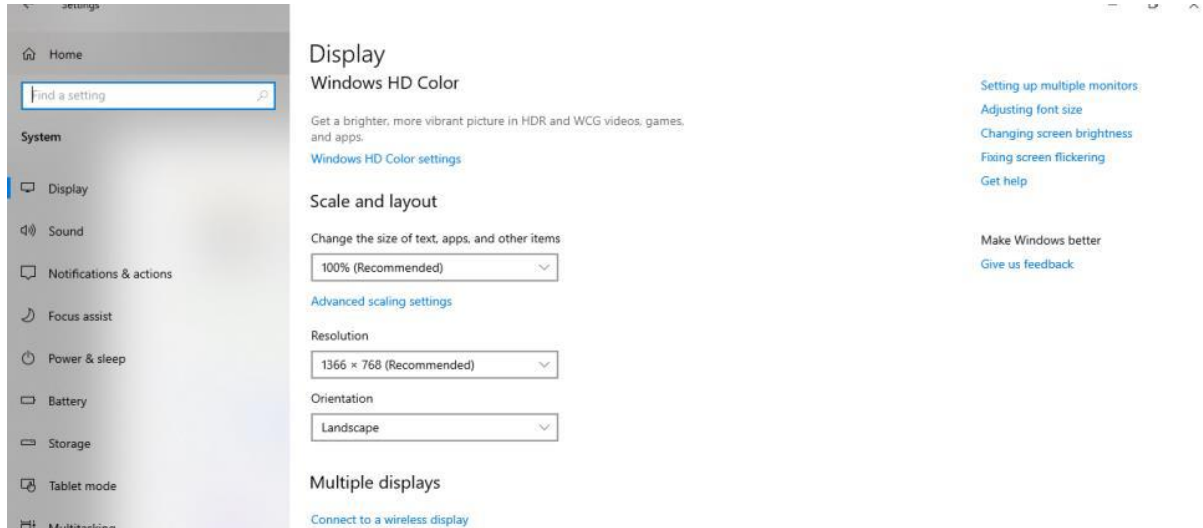 Settings
Home
Find a setting
System
Display
Sound
Notifications & actions
Focus assist
Power & sleep
Battery
Storage
Tablet mode
Multitasking
Display
Windows HD Color
Get a brighter, more vibrant picture in HDR and WCG videos, games,
and apps.
Windows HD Color settings
Scale and layout
Change the size of text, apps, and other items
100% (Recommended)
Advanced scaling settings
Resolution
1366 × 768 (Recommended)
Orientation
Landscape
Multiple displays
Connect to a wireless display
Setting up multiple monitors
Adjusting font size
Changing screen brightness
Fixing screen flickering
Get help
Make Windows better
Give us feedback